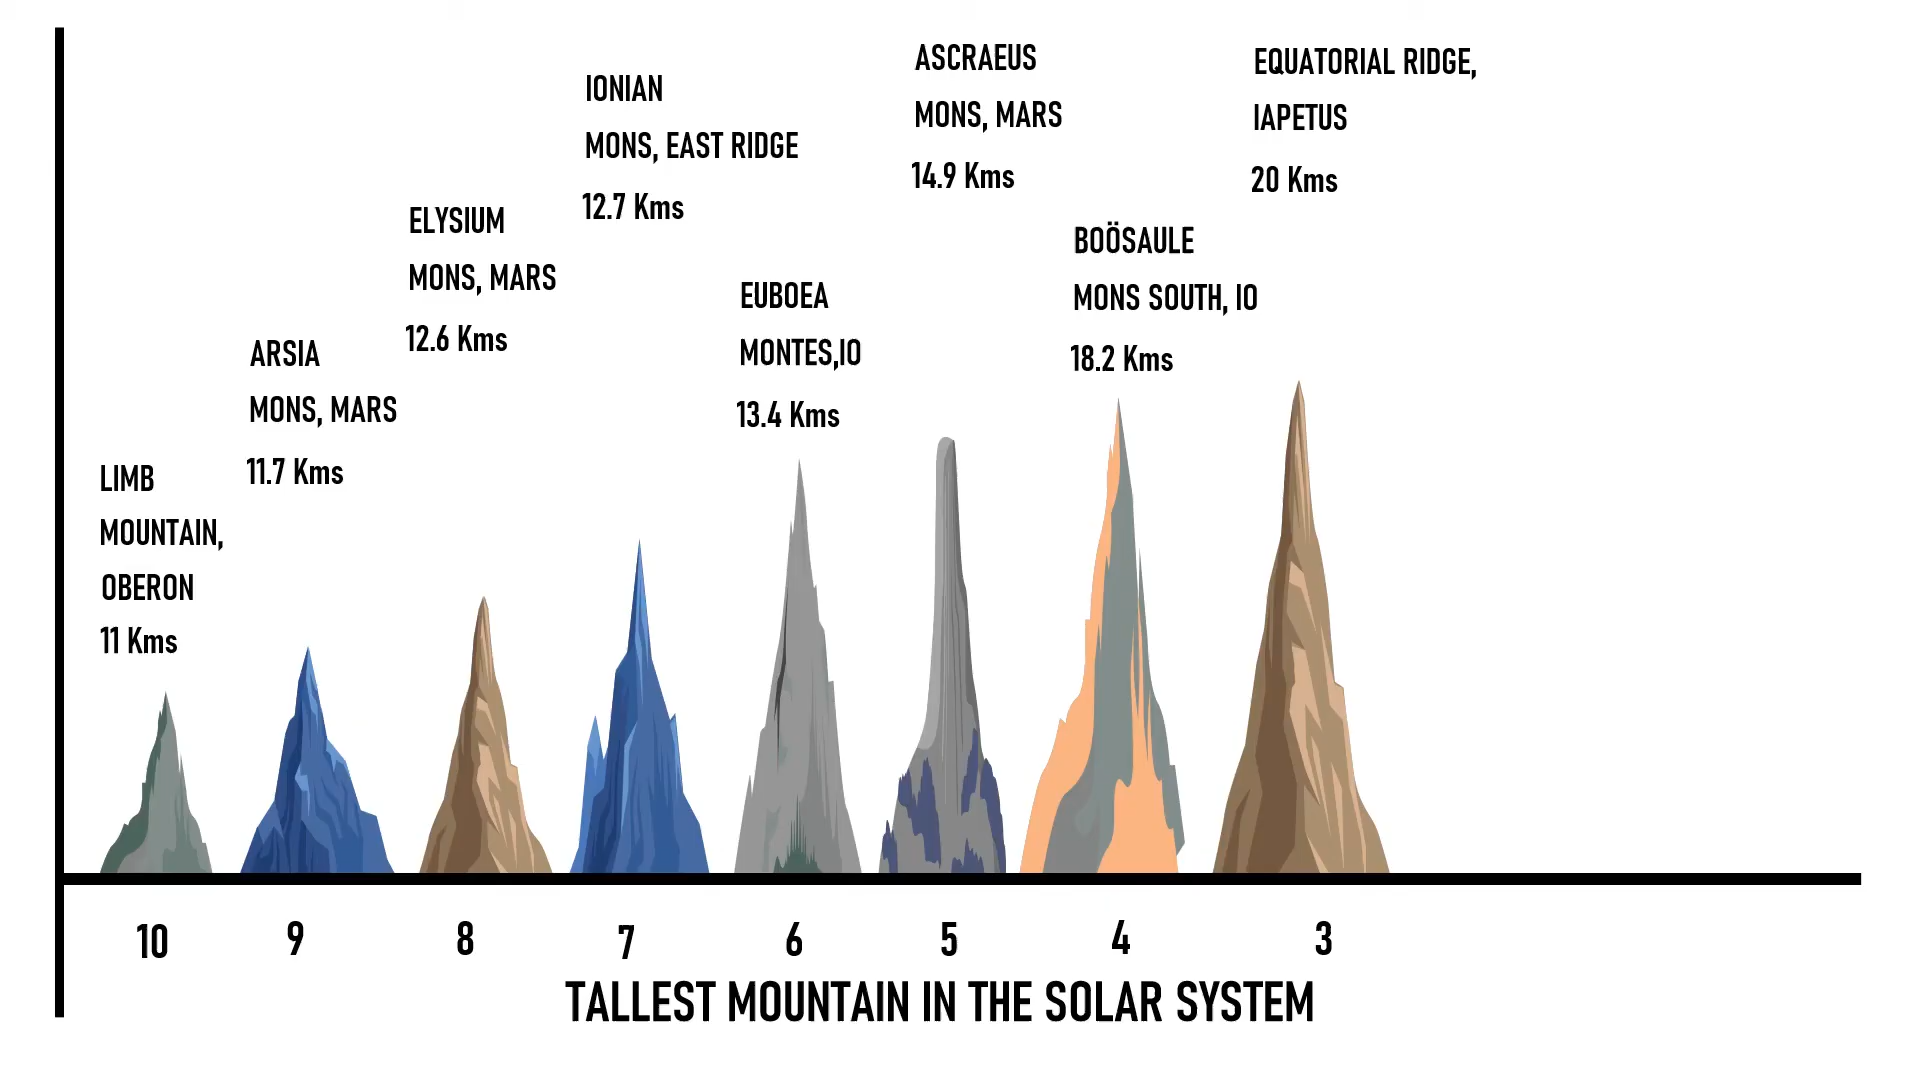 LIMB
MOUNTAIN,
OBERON
11 Kms
ARSIA
MONS, MARS
11.7 Kms
ELYSIUM
MONS, MARS
12.6 Kms
IONIAN
MONS, EAST RIDGE
12.7 Kms
EUBOEA
MONTES,IO
13.4 Kms
ASCRAEUS
MONS, MARS
14.9 Kms
BOÖSAULE
MONS SOUTH, IO
18.2 Kms
EQUATORIAL RIDGE,
IAPETUS
20 Kms
10 9 8 7 6 5 4 3
TALLEST MOUNTAIN IN THE SOLAR SYSTEM